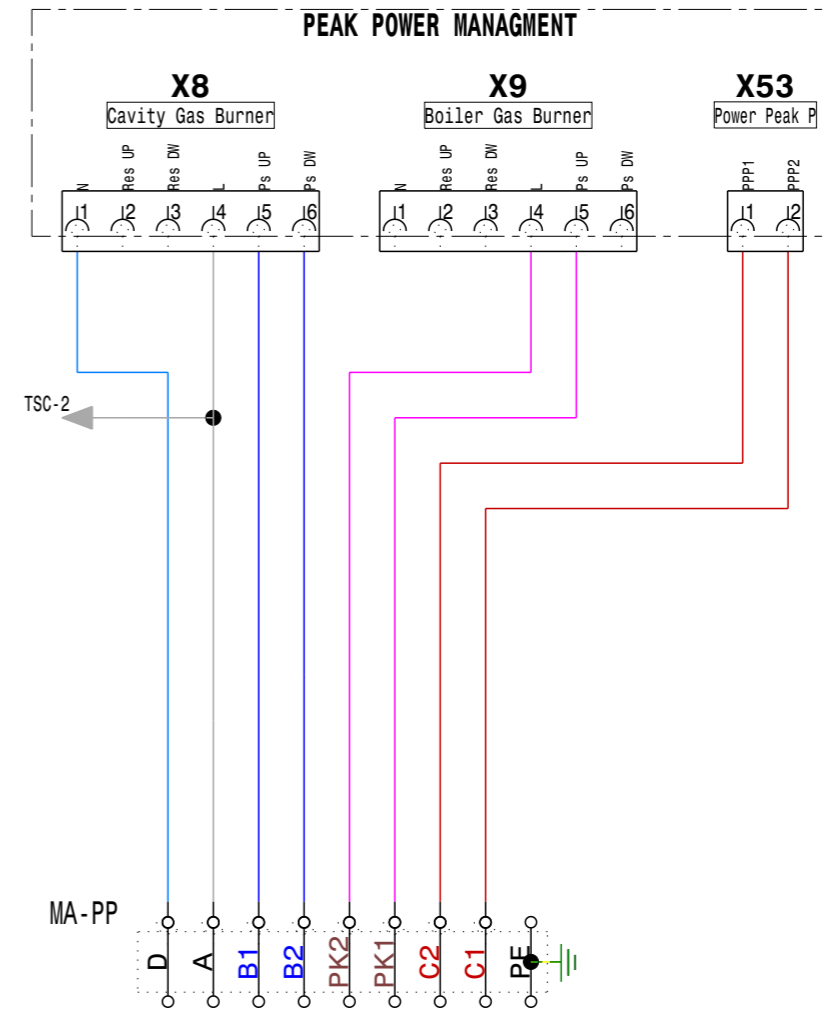 PEAK POWER MANAGMENT
X8 X9 X53
Cavity Gas Burner Boiler Gas Burner Power Peak P
N Res UP Res DW L Ps UP Ps DW N Res UP Res DW L Ps UP Ps DW PPP1 PPP2
1 2 3 4 5 6 1 2 3 4 5 6 1 2
TSC-2
MA-PP
D A B1 B2 PK2 PK1 C2 C1 PE